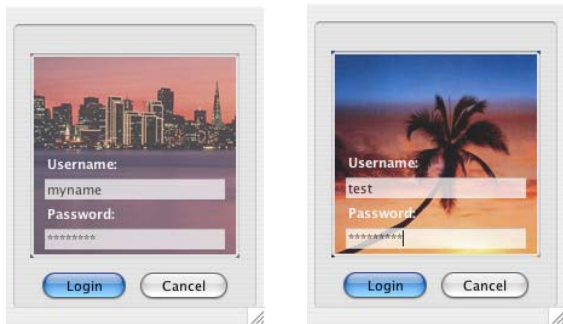 Username:
myname
Password:
********
Login Cancel
Username:
test
Password:
*********
Login Cancel